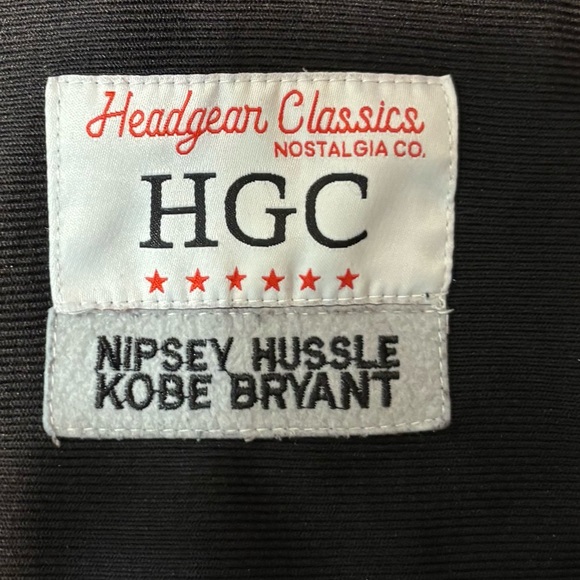 Headgear Classics
NOSTALGIA CO.
HGC
NIPSEY HUSSLE
KOBE BRYANT